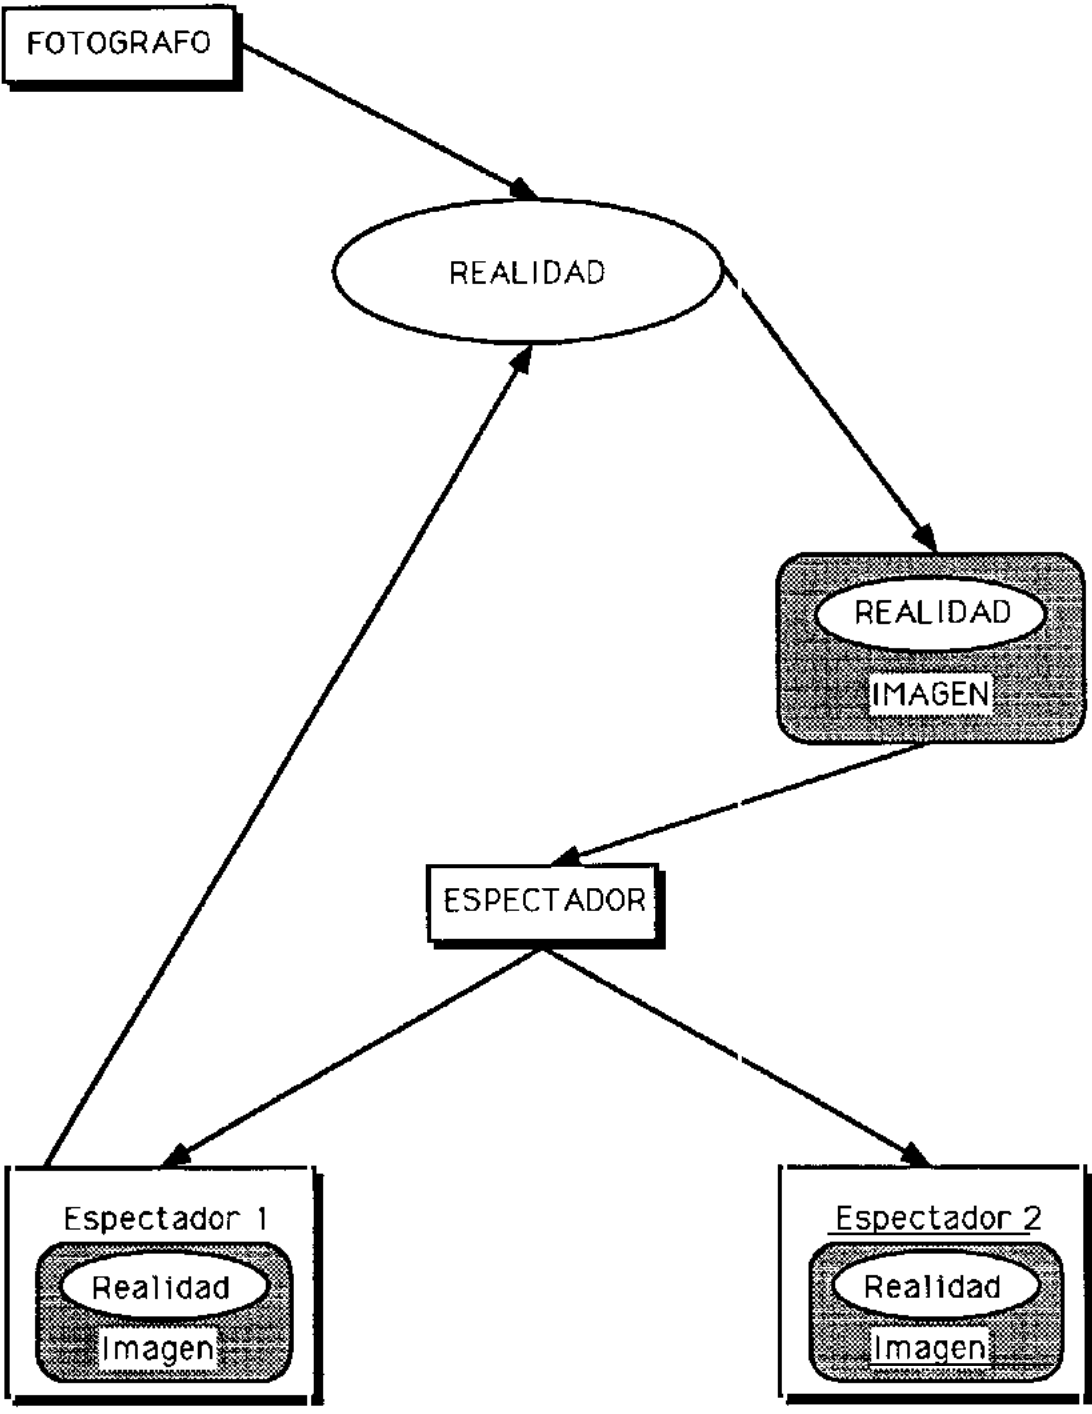 FOTOGRAFO
REALIDAD
REALIDAD
IMAGEN
ESPECTADOR
Espectador 1
Realidad
Imagen
Espectador 2
Realidad
Imagen